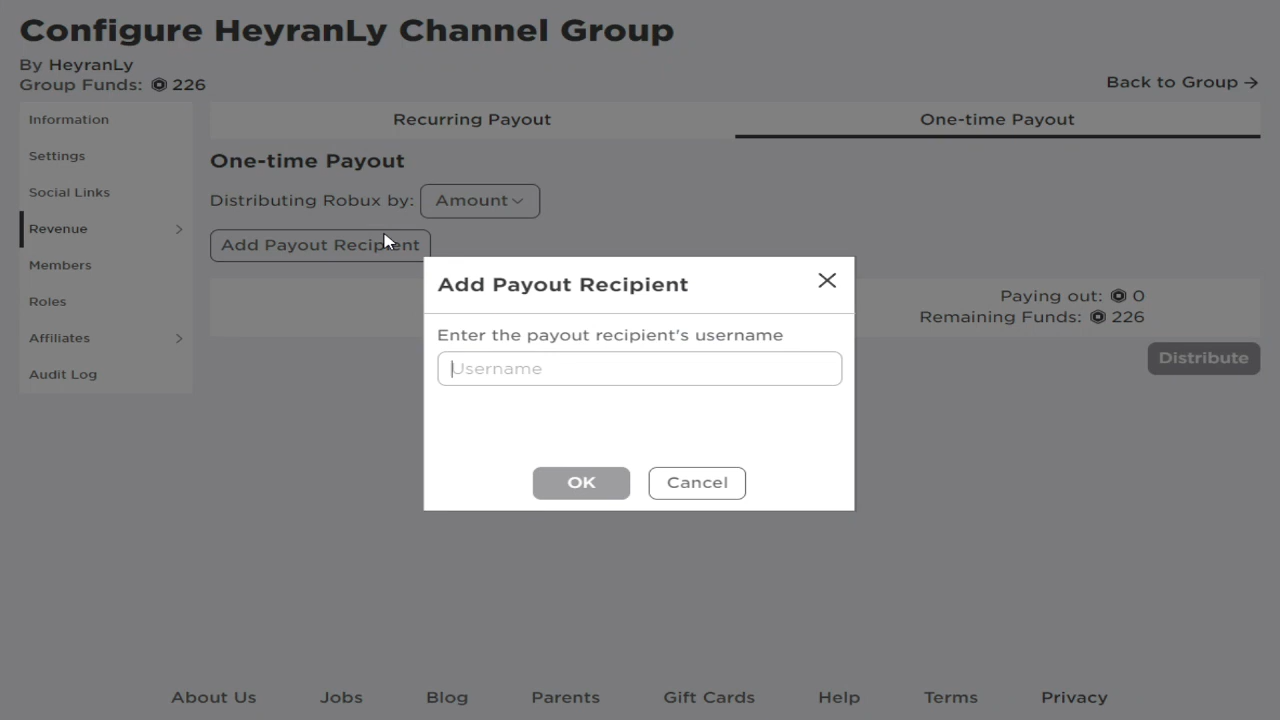 Configure HeyranLy Channel Group
By HeyranLy
Group Funds: 226
Back to Group →
Information
Settings
Social Links
Revenue
Members
Roles
Affiliates
Audit Log
Recurring Payout
One-time Payout
One-time Payout
Distributing Robux by: Amount
Add Payout Recipient
Paying out: 0
Remaining Funds: 226
Distribute
Add Payout Recipient
Enter the payout recipient's username
Username
OK
Cancel
About Us Jobs Blog Parents Gift Cards Help Terms Privacy